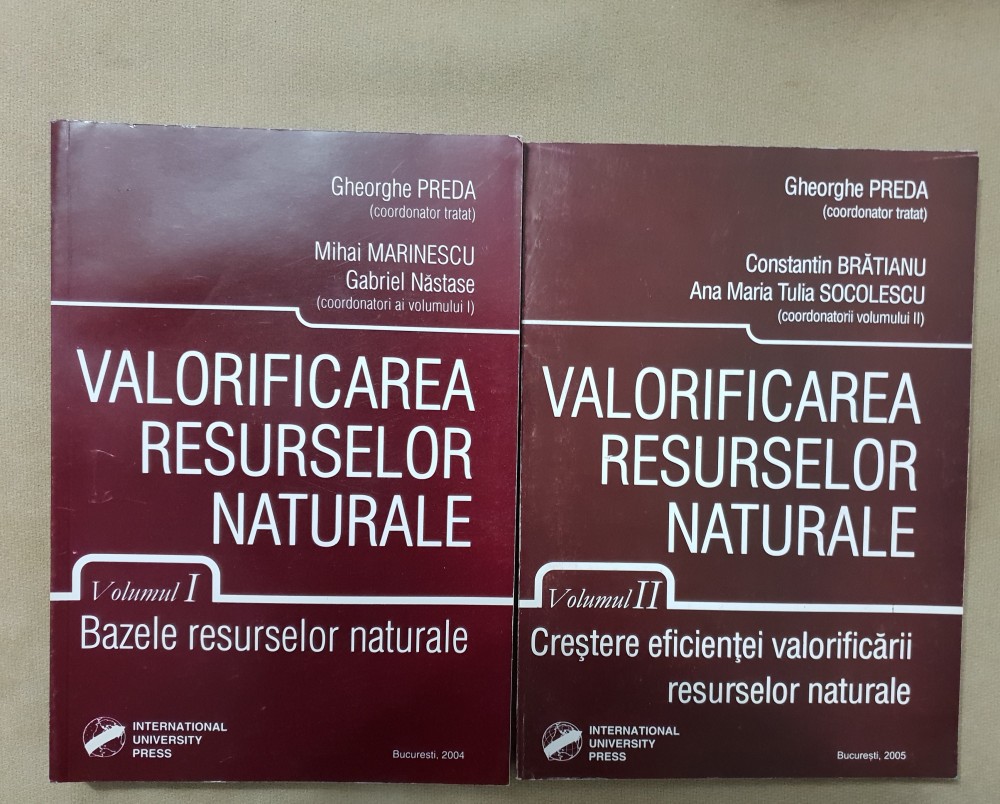 Gheorghe PREDA
(coordonator tratat)
Mihai MARINESCU
Gabriel Năstase
(coordonatori ai volumului I)
VALORIFICAREA
RESURSELOR
NATURALE
Volumul I
Bazele resurselor naturale
INTERNATIONAL
UNIVERSITY
PRESS
Bucuresti, 2004
Gheorghe PREDA
(coordonator tratat)
Constantin BRĂTIANU
Ana Maria Tulia SOCOLESCU
(coordonatorii volumului II)
VALORIFICAREA
RESURSELOR
NATURALE
Volumul II
Creştere eficienţei valorificării
resurselor naturale
INTERNATIONAL
UNIVERSITY
PRESS
Bucureşti, 2005